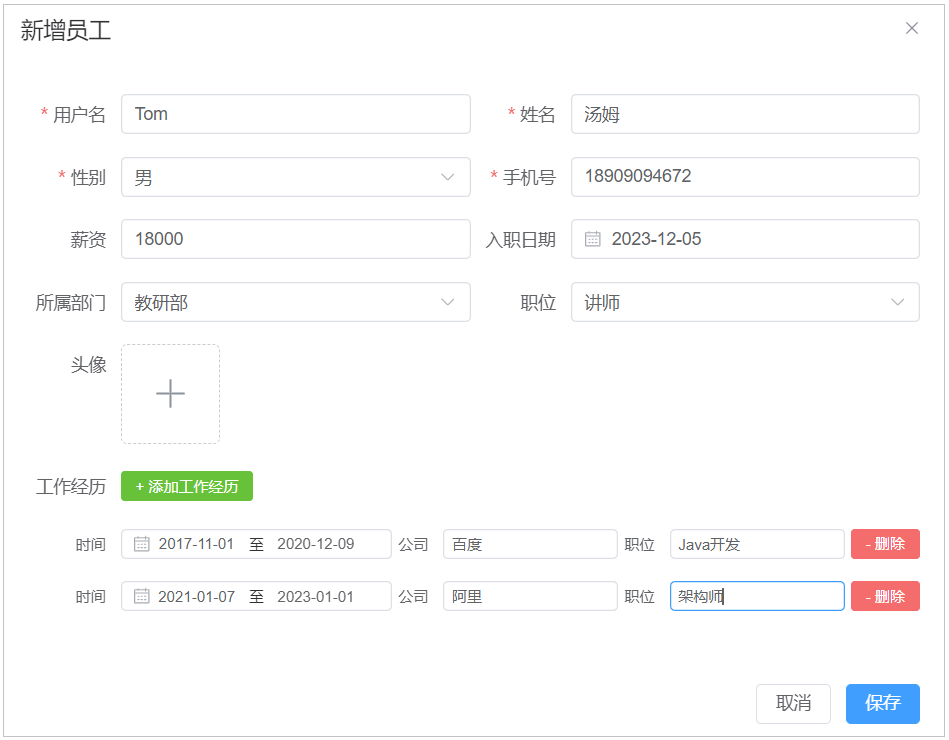 新增员工
* 用户名 Tom * 姓名 汤姆
* 性别 男 * 手机号 18909094672
薪资 18000 入职日期 2023-12-05
所属部门 教研部 职位 讲师
头像
工作经历 + 添加工作经历
时间 2017-11-01 至 2020-12-09 公司 百度 职位 Java开发 - 删除
时间 2021-01-07 至 2023-01-01 公司 阿里 职位 架构师 - 删除
取消 保存